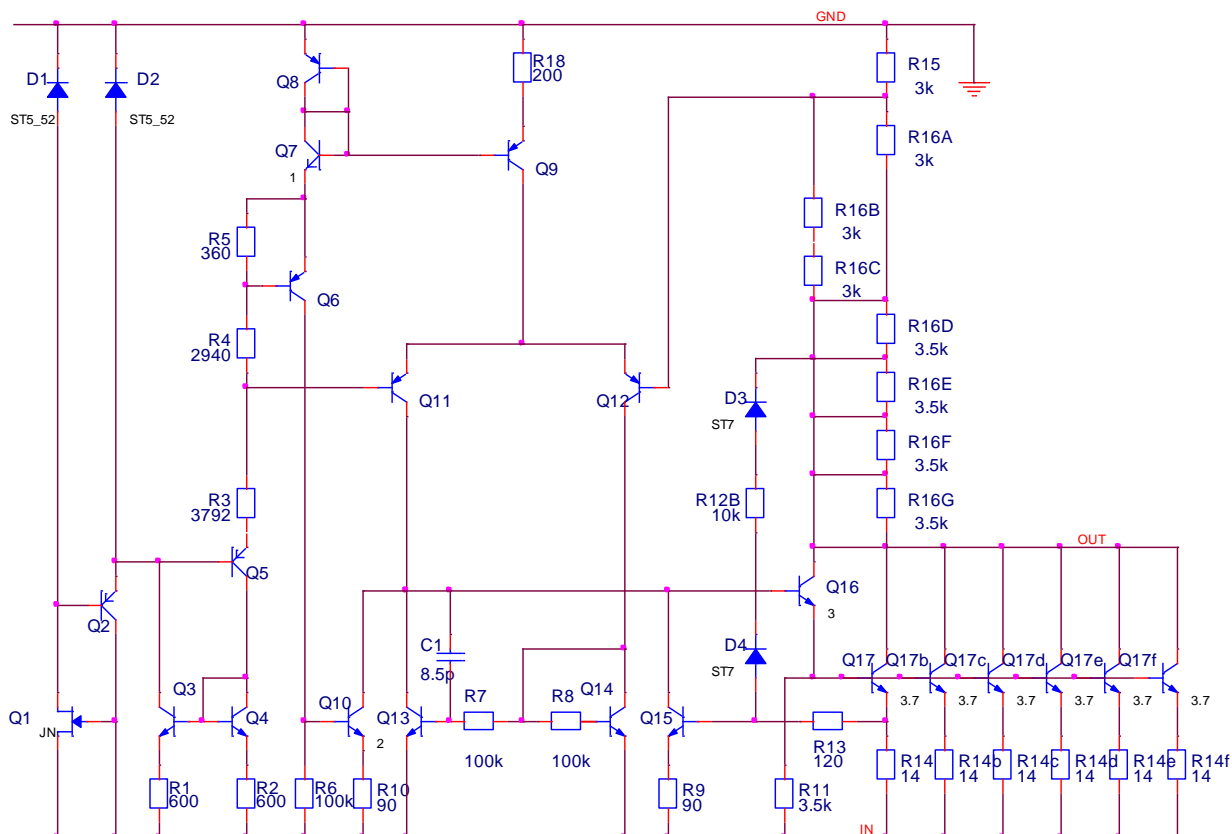 GND
D1
D2
ST5_52
ST5_52
Q8
R18
200
R15
3k
Q7
1
Q9
R16A
3k
R5
360
R16B
3k
Q6
R16C
3k
R4
2940
R16D
3.5k
Q11
Q12
D3
ST7
R16E
3.5k
R16F
3.5k
R3
3792
R12B
10k
R16G
3.5k
OUT
Q5
Q2
Q16
3
C1
8.5p
D4
ST7
Q17
Q17b
Q17c
Q17d
Q17e
Q17f
3.7
3.7
3.7
3.7
3.7
3.7
Q1
JN
Q3
Q4
Q10
2
Q13
R7
100k
R8
100k
Q14
Q15
R13
120
R1
600
R2
600
R6
100k
R10
90
R9
90
R11
3.5k
R14
14
R14b
14
R14c
14
R14d
14
R14e
14
R14f
14
IN